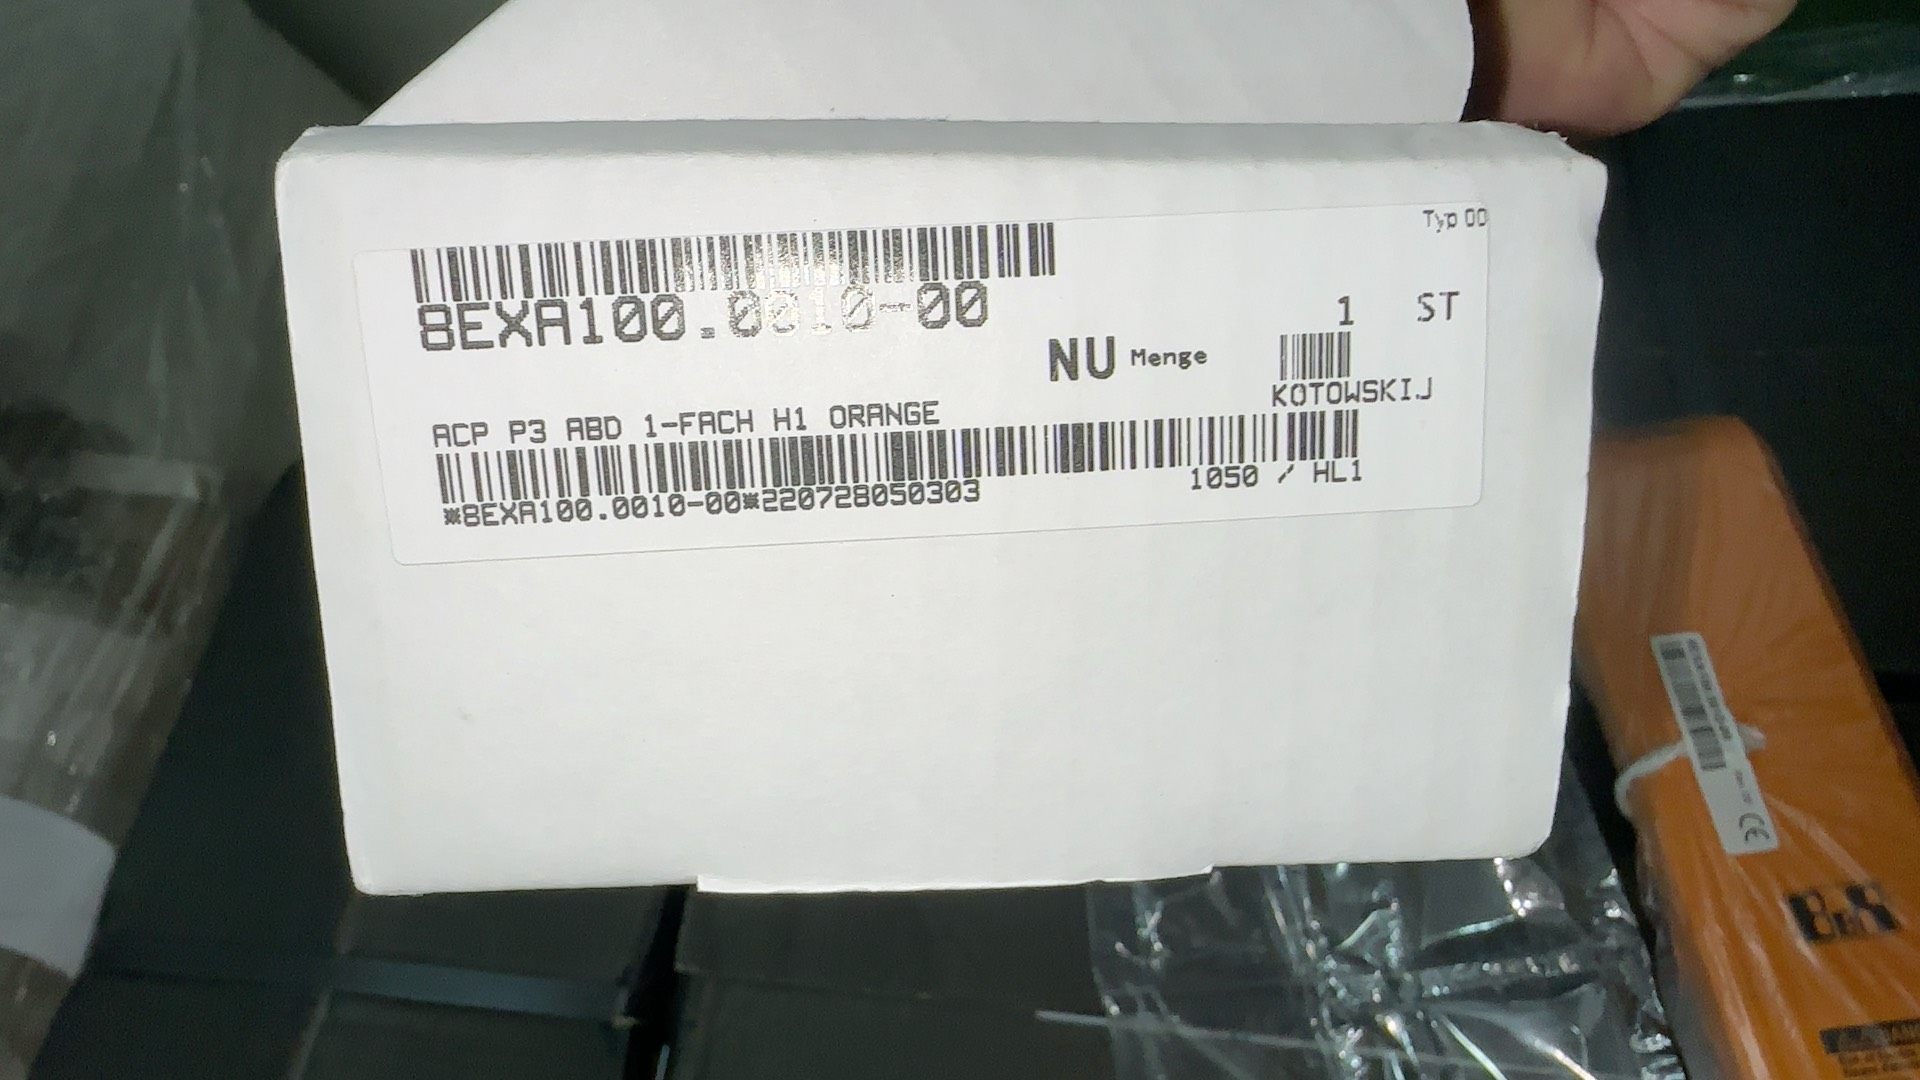 Typ 00
8EXA100.0010-00
1 ST
NU Menge
KOTOWSKI.J
ACP P3 ABD 1-FACH H1 ORANGE
1050 / HL1
*8EXA100.0010-00*220728050303
CE
B&R